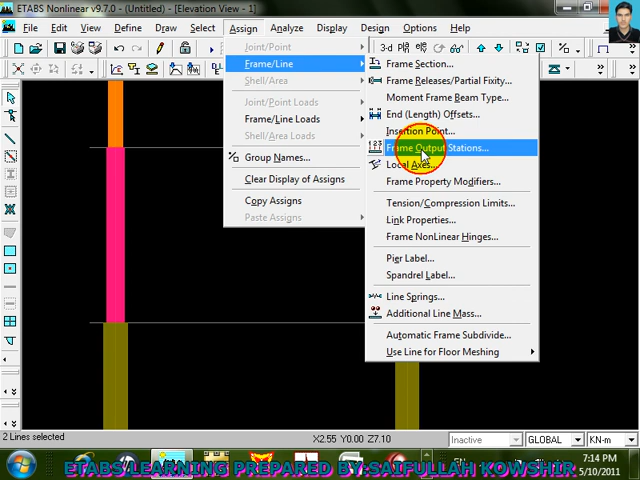 ETABS Nonlinear v9.7.0 - (Untitled) - [Elevation View - 1]
File Edit View Define Draw Select Assign Analyze Display Design Options Help
3-d
Joint/Point
Frame/Line
Shell/Area
Joint/Point Loads
Frame/Line Loads
Shell/Area Loads
Group Names...
Clear Display of Assigns
Copy Assigns
Paste Assigns
Frame Section...
Frame Releases/Partial Fixity...
Moment Frame Beam Type...
End (Length) Offsets...
Insertion Point...
Frame Output Stations...
Local Axes...
Frame Property Modifiers...
Tension/Compression Limits...
Link Properties...
Frame NonLinear Hinges...
Pier Label...
Spandrel Label...
Line Springs...
Additional Line Mass...
Automatic Frame Subdivide...
Use Line for Floor Meshing
2 Lines selected
X2.55 Y0.00 Z7.10
Inactive
GLOBAL
KN-m
EN
7:14 PM
5/10/2011
ETABS LEARNING PREPARED BY:SAIFULLAH KOWSHIR